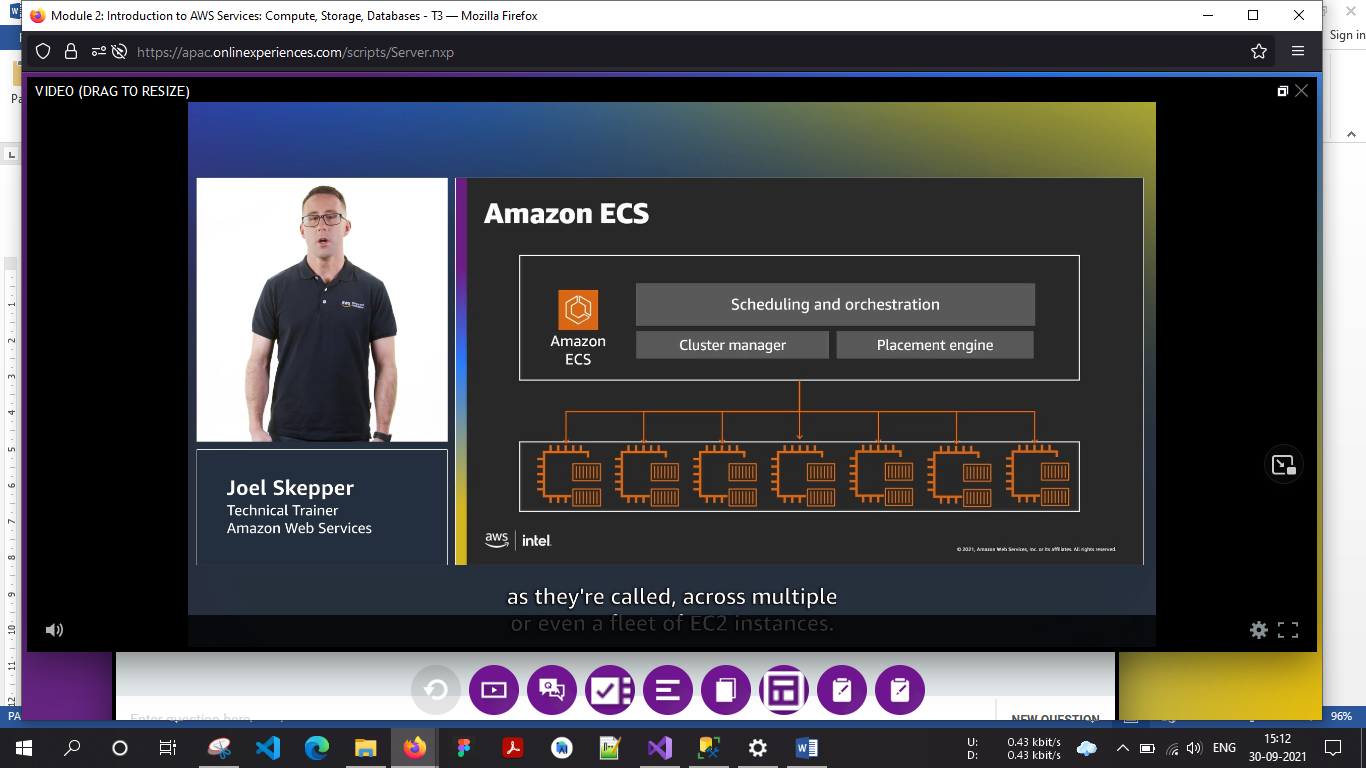 Module 2: Introduction to AWS Services: Compute, Storage, Databases - T3 — Mozilla Firefox
Sign in
https://apac.onlinexperiences.com/scripts/Server.nxp
VIDEO (DRAG TO RESIZE)
Amazon ECS
Scheduling and orchestration
Amazon
ECS
Cluster manager
Placement engine
Joel Skepper
Technical Trainer
Amazon Web Services
aws
intel.
© 2021, Amazon Web Services, Inc. or its affiliates. All rights reserved.
as they're called, across multiple
or even a fleet of EC2 instances.
Enter question here
NEW QUESTION
96%
U: 0.43 kbit/s
D: 0.43 kbit/s
ENG
15:12
30-09-2021